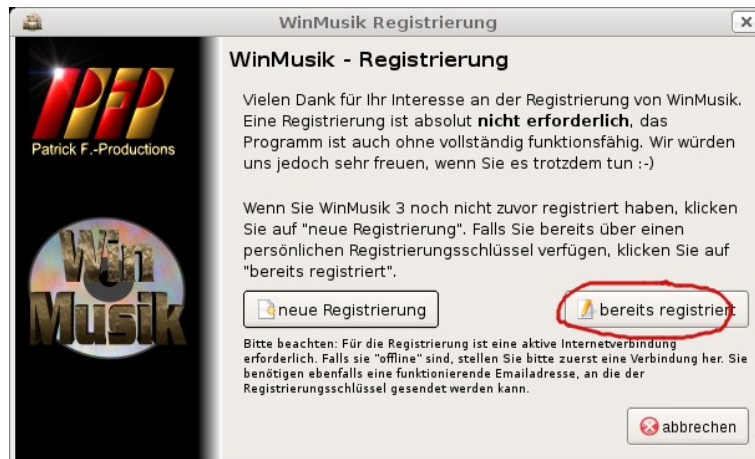 WinMusik Registrierung
PFP
Patrick F.-Productions
Win
Musik
WinMusik - Registrierung
Vielen Dank für Ihr Interesse an der Registrierung von WinMusik.
Eine Registrierung ist absolut nicht erforderlich, das
Programm ist auch ohne vollständig funktionsfähig. Wir würden
uns jedoch sehr freuen, wenn Sie es trotzdem tun :-)
Wenn Sie WinMusik 3 noch nicht zuvor registriert haben, klicken
Sie auf "neue Registrierung". Falls Sie bereits über einen
persönlichen Registrierungsschlüssel verfügen, klicken Sie auf
"bereits registriert".
neue Registrierung
bereits registriert
Bitte beachten: Für die Registrierung ist eine aktive Internetverbindung
erforderlich. Falls sie "offline" sind, stellen Sie bitte zuerst eine Verbindung her. Sie
benötigen ebenfalls eine funktionierende Emailadresse, an die der
Registrierungsschlüssel gesendet werden kann.
abbrechen